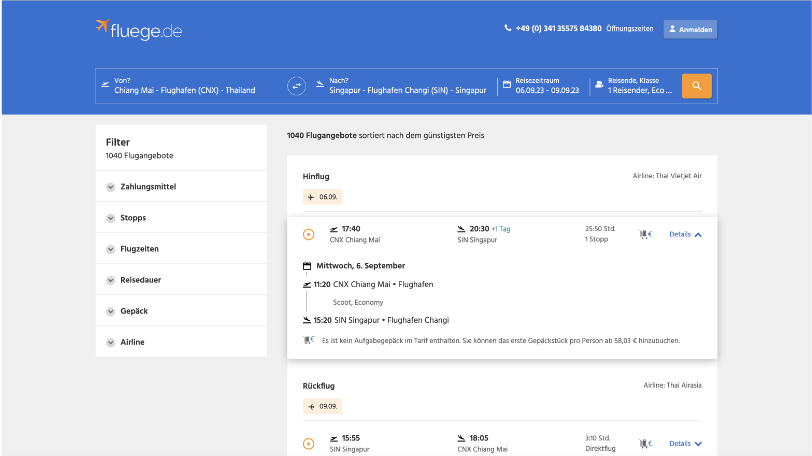 fluege.de
+49 (0) 341 35575 84380 Öffnungszeiten
Anmelden
Von?
Chiang Mai - Flughafen (CNX) - Thailand
Nach?
Singapur - Flughafen Changi (SIN) - Singapur
Reisezeitraum
06.09.23 - 09.09.23
Reisende, Klasse
1 Reisender, Eco ...
Filter
1040 Flugangebote
Zahlungsmittel
Stopps
Flugzeiten
Reisedauer
Gepäck
Airline
1040 Flugangebote sortiert nach dem günstigsten Preis
Hinflug
Airline: Thai Vietjet Air
06.09.
17:40
CNX Chiang Mai
20:30 +1 Tag
SIN Singapur
25:50 Std.
1 Stopp
€
Details
Mittwoch, 6. September
11:20 CNX Chiang Mai • Flughafen
Scoot, Economy
15:20 SIN Singapur • Flughafen Changi
€ Es ist kein Aufgabegepäck im Tarif enthalten. Sie können das erste Gepäckstück pro Person ab 58,03 € hinzubuchen.
Rückflug
Airline: Thai Airasia
09.09.
15:55
SIN Singapur
18:05
CNX Chiang Mai
3:10 Std.
Direktflug
€
Details